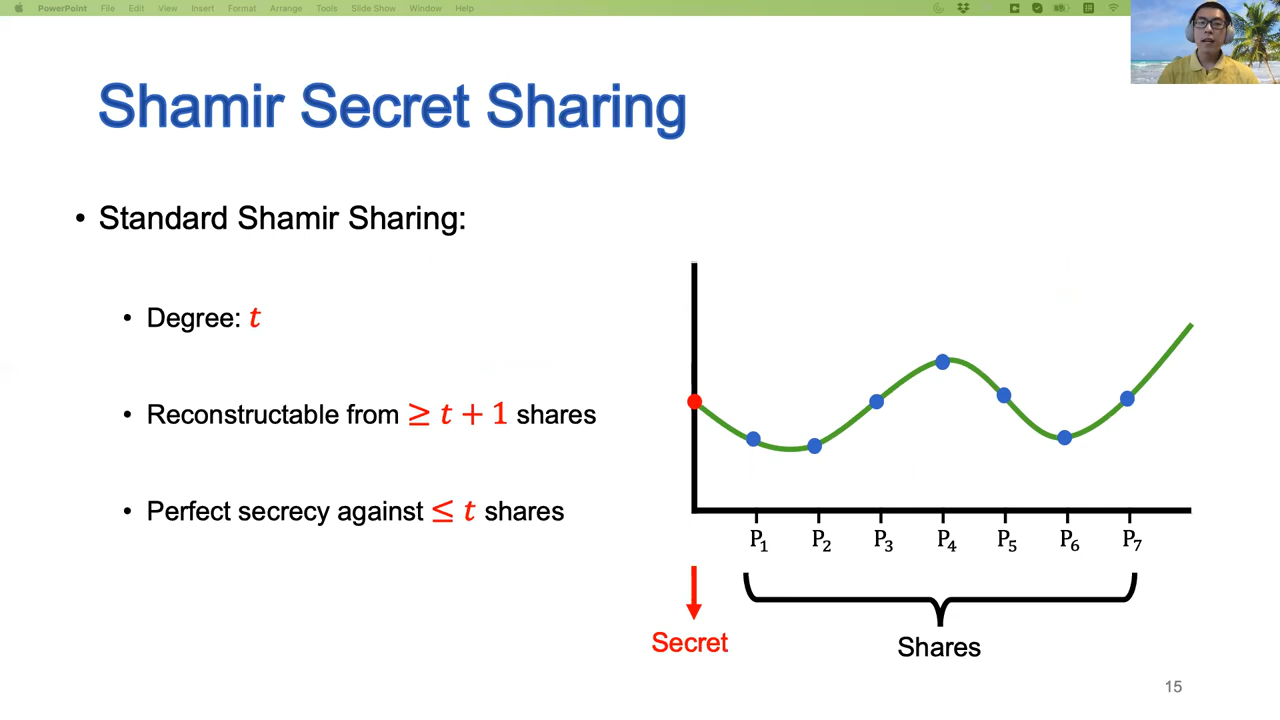 PowerPoint File Edit View Insert Format Arrange Tools Slide Show Window Help
Shamir Secret Sharing
• Standard Shamir Sharing:
• Degree: t
• Reconstructable from ≥ t + 1 shares
• Perfect secrecy against ≤ t shares
P₁ P₂ P₃ P₄ P₅ P₆ P₇
Secret
Shares
15